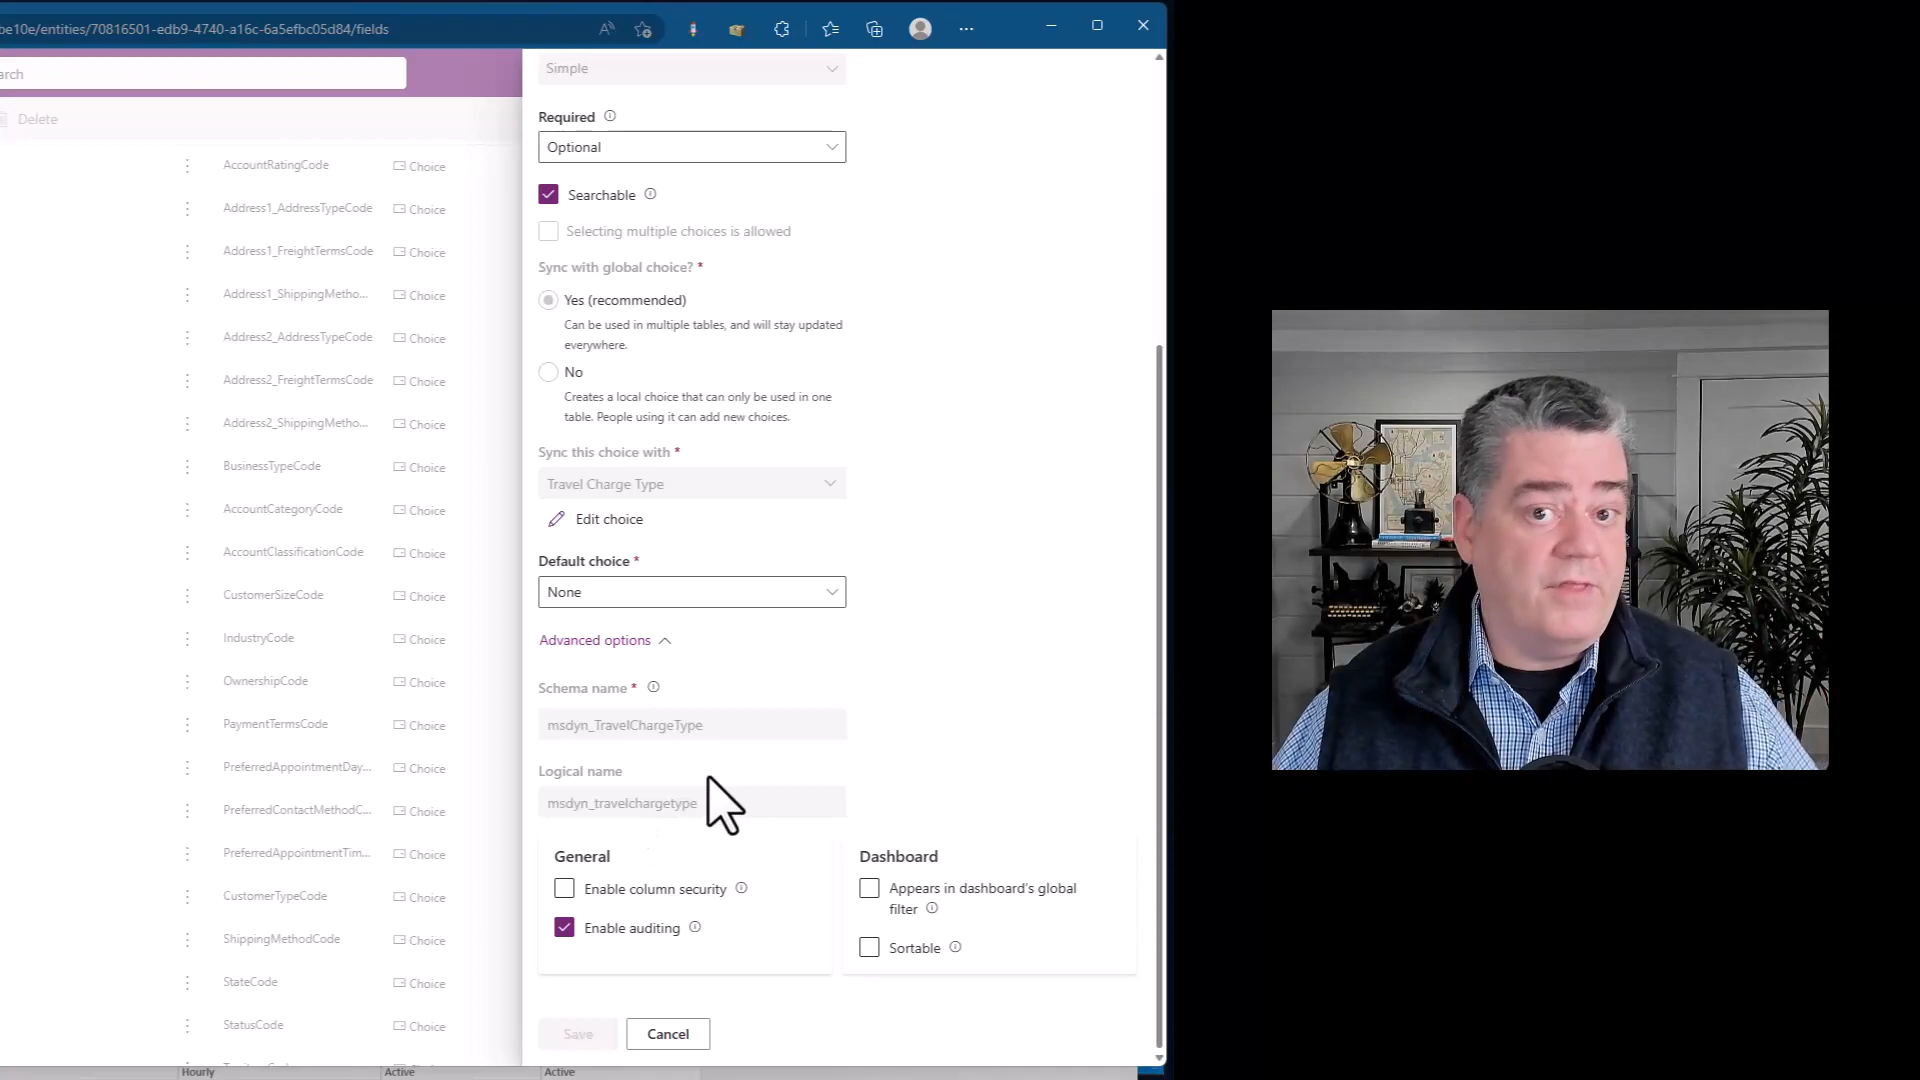 be10e/entities/70816501-edb9-4740-a16c-6a5efbc05d84/fields
arch
Delete
AccountRatingCode Choice
Address1_AddressTypeCode Choice
Address1_FreightTermsCode Choice
Address1_ShippingMetho... Choice
Address2_AddressTypeCode Choice
Address2_FreightTermsCode Choice
Address2_ShippingMetho... Choice
BusinessTypeCode Choice
AccountCategoryCode Choice
AccountClassificationCode Choice
CustomerSizeCode Choice
IndustryCode Choice
OwnershipCode Choice
PaymentTermsCode Choice
PreferredAppointmentDay... Choice
PreferredContactMethodC... Choice
PreferredAppointmentTim... Choice
CustomerTypeCode Choice
ShippingMethodCode Choice
StateCode Choice
StatusCode Choice
Hourly Active Active
Simple
Required
Optional
Searchable
Selecting multiple choices is allowed
Sync with global choice? *
Yes (recommended)
Can be used in multiple tables, and will stay updated
everywhere.
No
Creates a local choice that can only be used in one
table. People using it can add new choices.
Sync this choice with *
Travel Charge Type
Edit choice
Default choice *
None
Advanced options
Schema name *
msdyn_TravelChargeType
Logical name
msdyn_travelchargetype
General
Enable column security
Enable auditing
Dashboard
Appears in dashboard's global
filter
Sortable
Save
Cancel